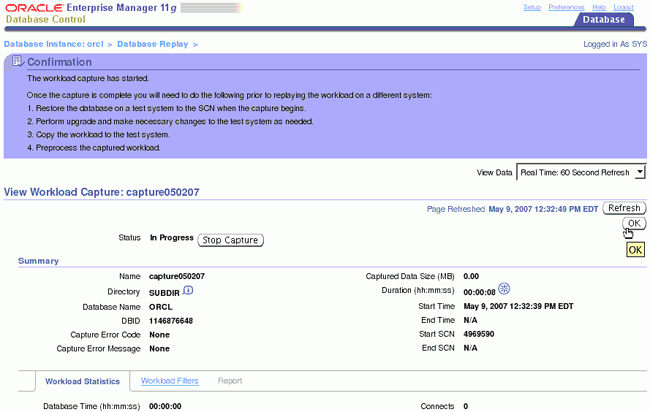 ORACLE Enterprise Manager 11g
Database Control
Setup Preferences Help Logout
Database
Database Instance: orcl > Database Replay >
Logged in As SYS
Confirmation
The workload capture has started.
Once the capture is complete you will need to do the following prior to replaying the workload on a different system:
1. Restore the database on a test system to the SCN when the capture begins.
2. Perform upgrade and make necessary changes to the test system as needed.
3. Copy the workload to the test system.
4. Preprocess the captured workload.
View Data Real Time: 60 Second Refresh
View Workload Capture: capture050207
Page Refreshed May 9, 2007 12:32:49 PM EDT Refresh
OK
Status In Progress Stop Capture
OK
Summary
Name capture050207
Directory SUBDIR
Database Name ORCL
DBID 1146876648
Capture Error Code None
Capture Error Message None
Captured Data Size (MB) 0.00
Duration (hh:mm:ss) 00:00:08
Start Time May 9, 2007 12:32:39 PM EDT
End Time N/A
Start SCN 4969590
End SCN N/A
Workload Statistics Workload Filters Report
Database Time (hh:mm:ss) 00:00:00
Connects 0